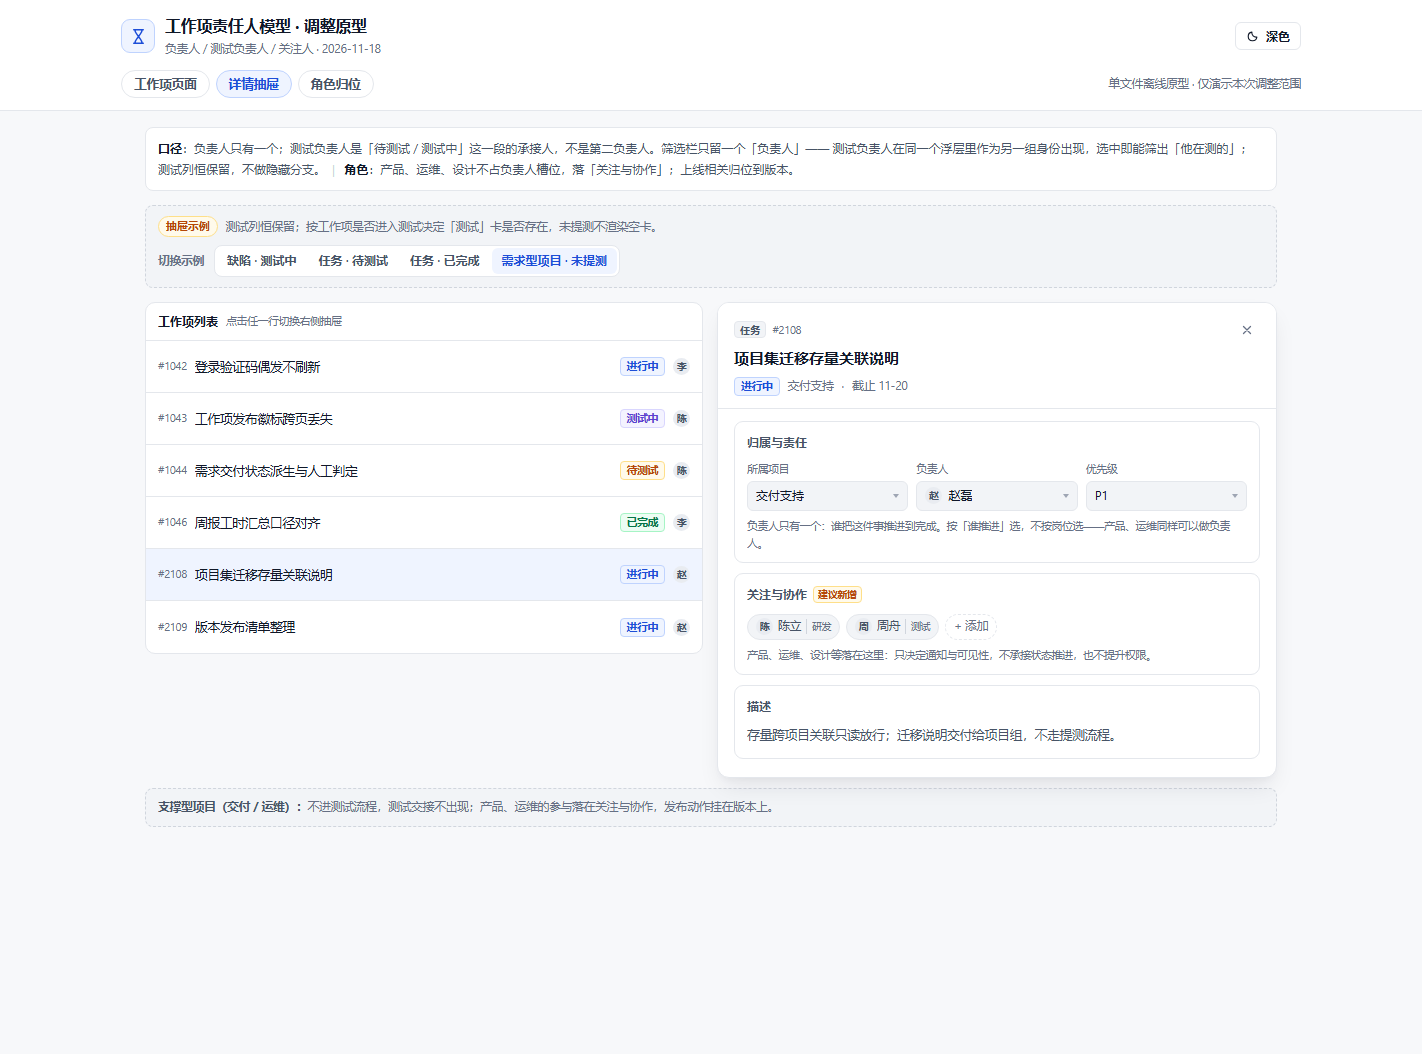 工作项责任人模型 · 调整原型
负责人 / 测试负责人 / 关注人 · 2026-11-18
深色
工作项页面
详情抽屉
角色归位
单文件离线原型 · 仅演示本次调整范围
口径：负责人只有一个；测试负责人是「待测试 / 测试中」这一段的承接人，不是第二负责人。筛选栏只留一个「负责人」—— 测试负责人在同一个浮层里作为另一组身份出现，选中即能筛出「他在测的」；
测试列恒保留，不做隐藏分支。 | 角色：产品、运维、设计不占负责人槽位，落「关注与协作」；上线相关归位到版本。
抽屉示例 测试列恒保留；按工作项是否进入测试决定「测试」卡是否存在，未提测不渲染空卡。
切换示例 缺陷 · 测试中 任务 · 待测试 任务 · 已完成 需求型项目 · 未提测
工作项列表 点击任一行切换右侧抽屉
#1042 登录验证码偶发不刷新 进行中 李
#1043 工作项发布徽标跨页丢失 测试中 陈
#1044 需求交付状态派生与人工判定 待测试 陈
#1046 周报工时汇总口径对齐 已完成 李
#2108 项目集迁移存量关联说明 进行中 赵
#2109 版本发布清单整理 进行中 赵
任务 #2108
项目集迁移存量关联说明
进行中 交付支持 · 截止 11-20
归属与责任
所属项目 负责人 优先级
交付支持 赵 赵磊 P1
负责人只有一个：谁把这件事推进到完成。按「谁推进」选，不按岗位选——产品、运维同样可以做负责
人。
关注与协作 建议新增
陈 陈立 研发 周 周舟 测试 + 添加
产品、运维、设计等落在这里：只决定通知与可见性，不承接状态推进，也不提升权限。
描述
存量跨项目关联只读放行；迁移说明交付给项目组，不走提测流程。
支撑型项目（交付 / 运维）：不进测试流程，测试交接不出现；产品、运维的参与落在关注与协作，发布动作挂在版本上。